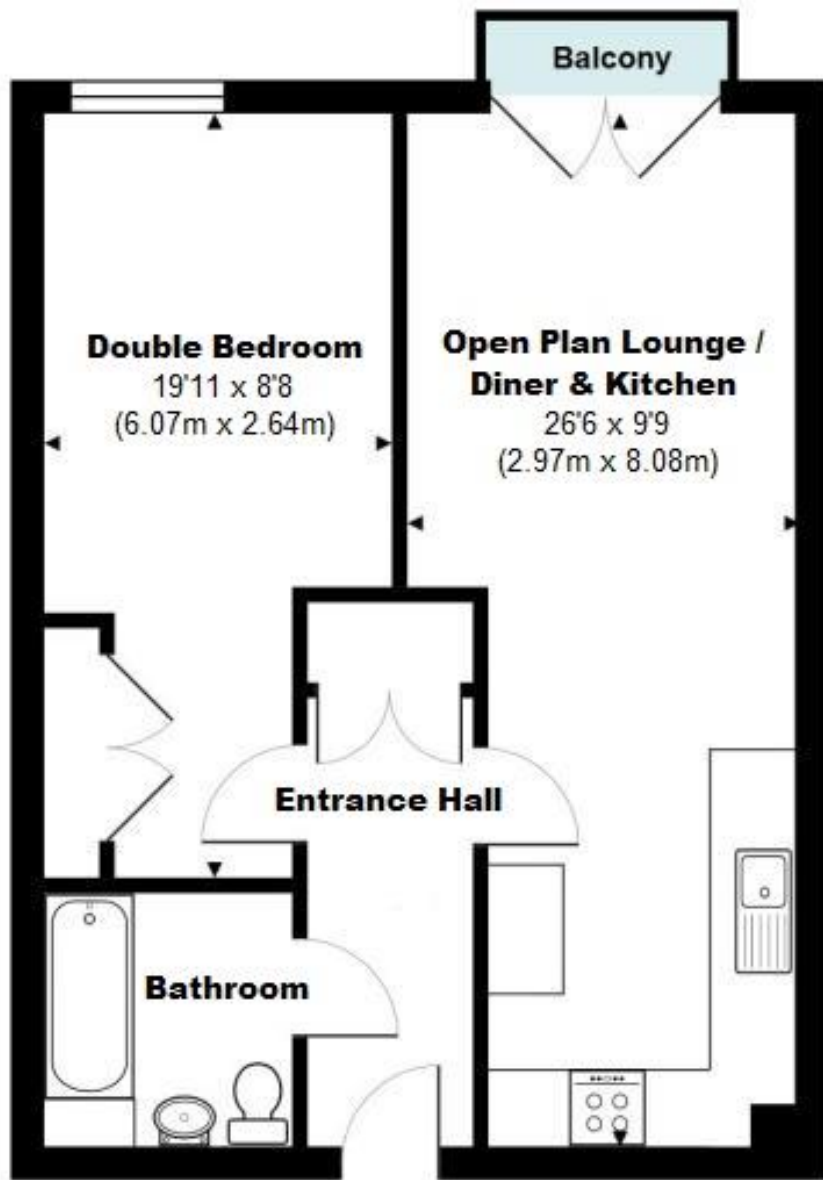 Balcony
Double Bedroom
19'11 x 8'8
(6.07m x 2.64m)
Open Plan Lounge /
Diner & Kitchen
26'6 x 9'9
(2.97m x 8.08m)
Entrance Hall
Bathroom